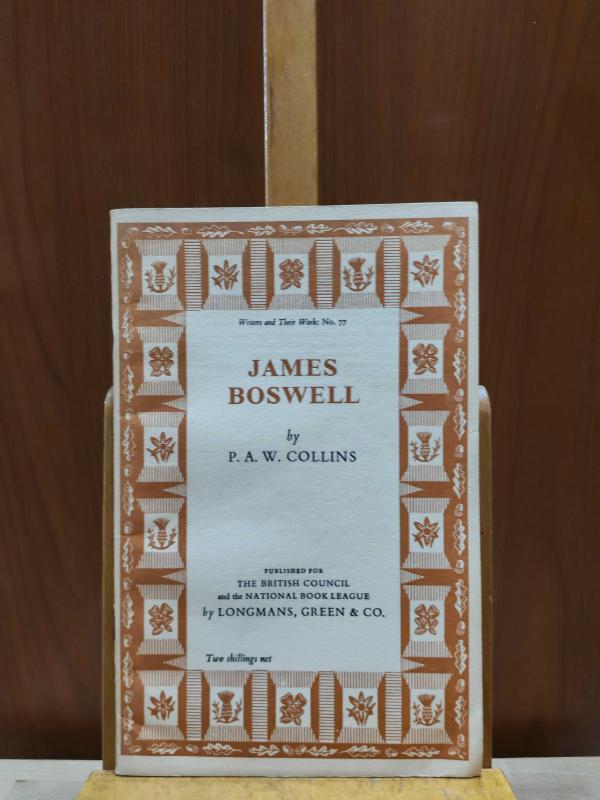 Writers and Their Work: No. 77
JAMES
BOSWELL
by
P. A. W. COLLINS
PUBLISHED FOR
THE BRITISH COUNCIL
and the NATIONAL BOOK LEAGUE
by LONGMANS, GREEN & CO.
Two shillings net